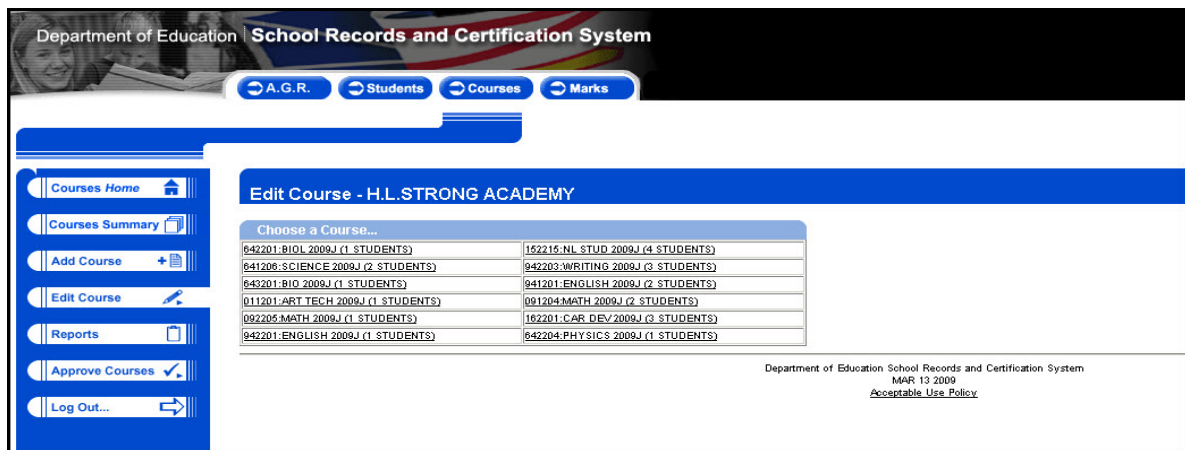 Department of Education | School Records and Certification System
A.G.R. Students Courses Marks
Courses Home
Courses Summary
Add Course
Edit Course
Reports
Approve Courses
Log Out...
Edit Course - H.L.STRONG ACADEMY
Choose a Course...
642201:BIOL 2009J (1 STUDENTS) 152215:NL STUD 2009J (4 STUDENTS)
641206:SCIENCE 2009J (2 STUDENTS) 942203:WRITING 2009J (3 STUDENTS)
643201:BIO 2009J (1 STUDENTS) 941201:ENGLISH 2009J (2 STUDENTS)
011201:ART TECH 2009J (1 STUDENTS) 091204:MATH 2009J (2 STUDENTS)
092205:MATH 2009J (1 STUDENTS) 162201:CAR DEV 2009J (3 STUDENTS)
942201:ENGLISH 2009J (1 STUDENTS) 642204:PHYSICS 2009J (1 STUDENTS)
Department of Education School Records and Certification System
MAR 13 2009
Acceptable Use Policy